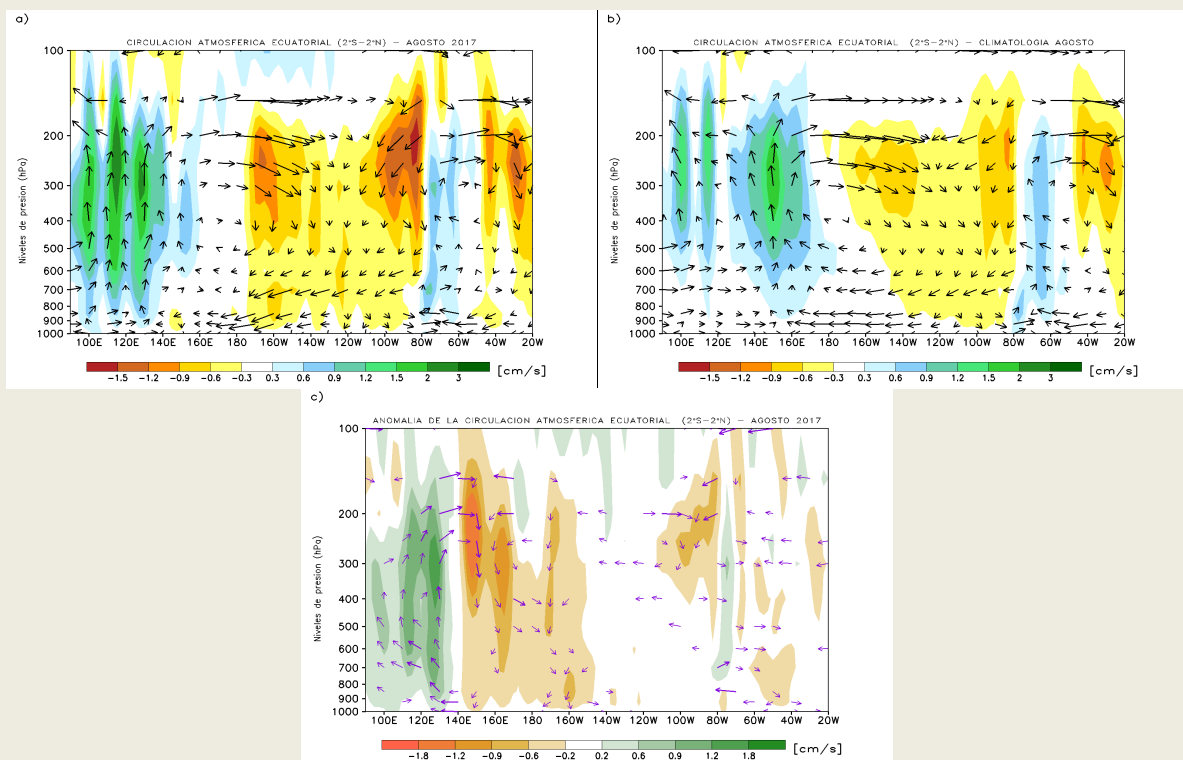 a)
CIRCULACION ATMOSFERICA ECUATORIAL (2°S-2°N) - AGOSTO 2017
Niveles de presion (hPa)
100
200
300
400
500
600
700
800
900
1000
100E 120E 140E 160E 180 160W 140W 120W 100W 80W 60W 40W 20W
-1.5 -1.2 -0.9 -0.6 -0.3 0.3 0.6 0.9 1.2 1.5 2 3 [cm/s]
b)
CIRCULACION ATMOSFERICA ECUATORIAL (2°S-2°N) - CLIMATOLOGIA AGOSTO
Niveles de presion (hPa)
100
200
300
400
500
600
700
800
900
1000
100E 120E 140E 160E 180 160W 140W 120W 100W 80W 60W 40W 20W
-1.5 -1.2 -0.9 -0.6 -0.3 0.3 0.6 0.9 1.2 1.5 2 3 [cm/s]
c)
ANOMALIA DE LA CIRCULACION ATMOSFERICA ECUATORIAL (2°S-2°N) - AGOSTO 2017
Niveles de presion (hPa)
100
200
300
400
500
600
700
800
900
1000
100E 120E 140E 160E 180 160W 140W 120W 100W 80W 60W 40W 20W
-1.8 -1.2 -0.9 -0.6 -0.2 0.2 0.6 0.9 1.2 1.8 [cm/s]